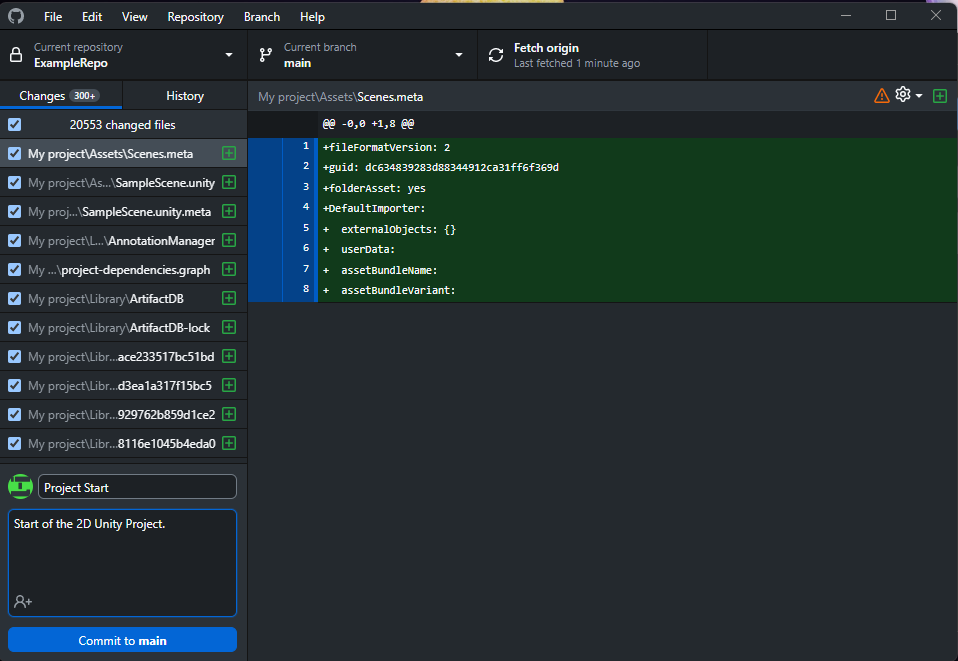 File Edit View Repository Branch Help
Current repository
ExampleRepo
Current branch
main
Fetch origin
Last fetched 1 minute ago
Changes 300+
History
20553 changed files
My project\Assets\Scenes.meta
My project\As...\SampleScene.unity
My proj...\SampleScene.unity.meta
My project\L...\AnnotationManager
My ...\project-dependencies.graph
My project\Library\ArtifactDB
My project\Library\ArtifactDB-lock
My project\Libr...ace233517bc51bd
My project\Libr...d3ea1a317f15bc5
My project\Libr...929762b859d1ce2
My project\Libr...8116e1045b4eda0
Project Start
Start of the 2D Unity Project.
Commit to main
My project\Assets\Scenes.meta
@@ -0,0 +1,8 @@
1 +fileFormatVersion: 2
2 +guid: dc634839283d88344912ca31ff6f369d
3 +folderAsset: yes
4 +DefaultImporter:
5 +  externalObjects: {}
6 +  userData:
7 +  assetBundleName:
8 +  assetBundleVariant: